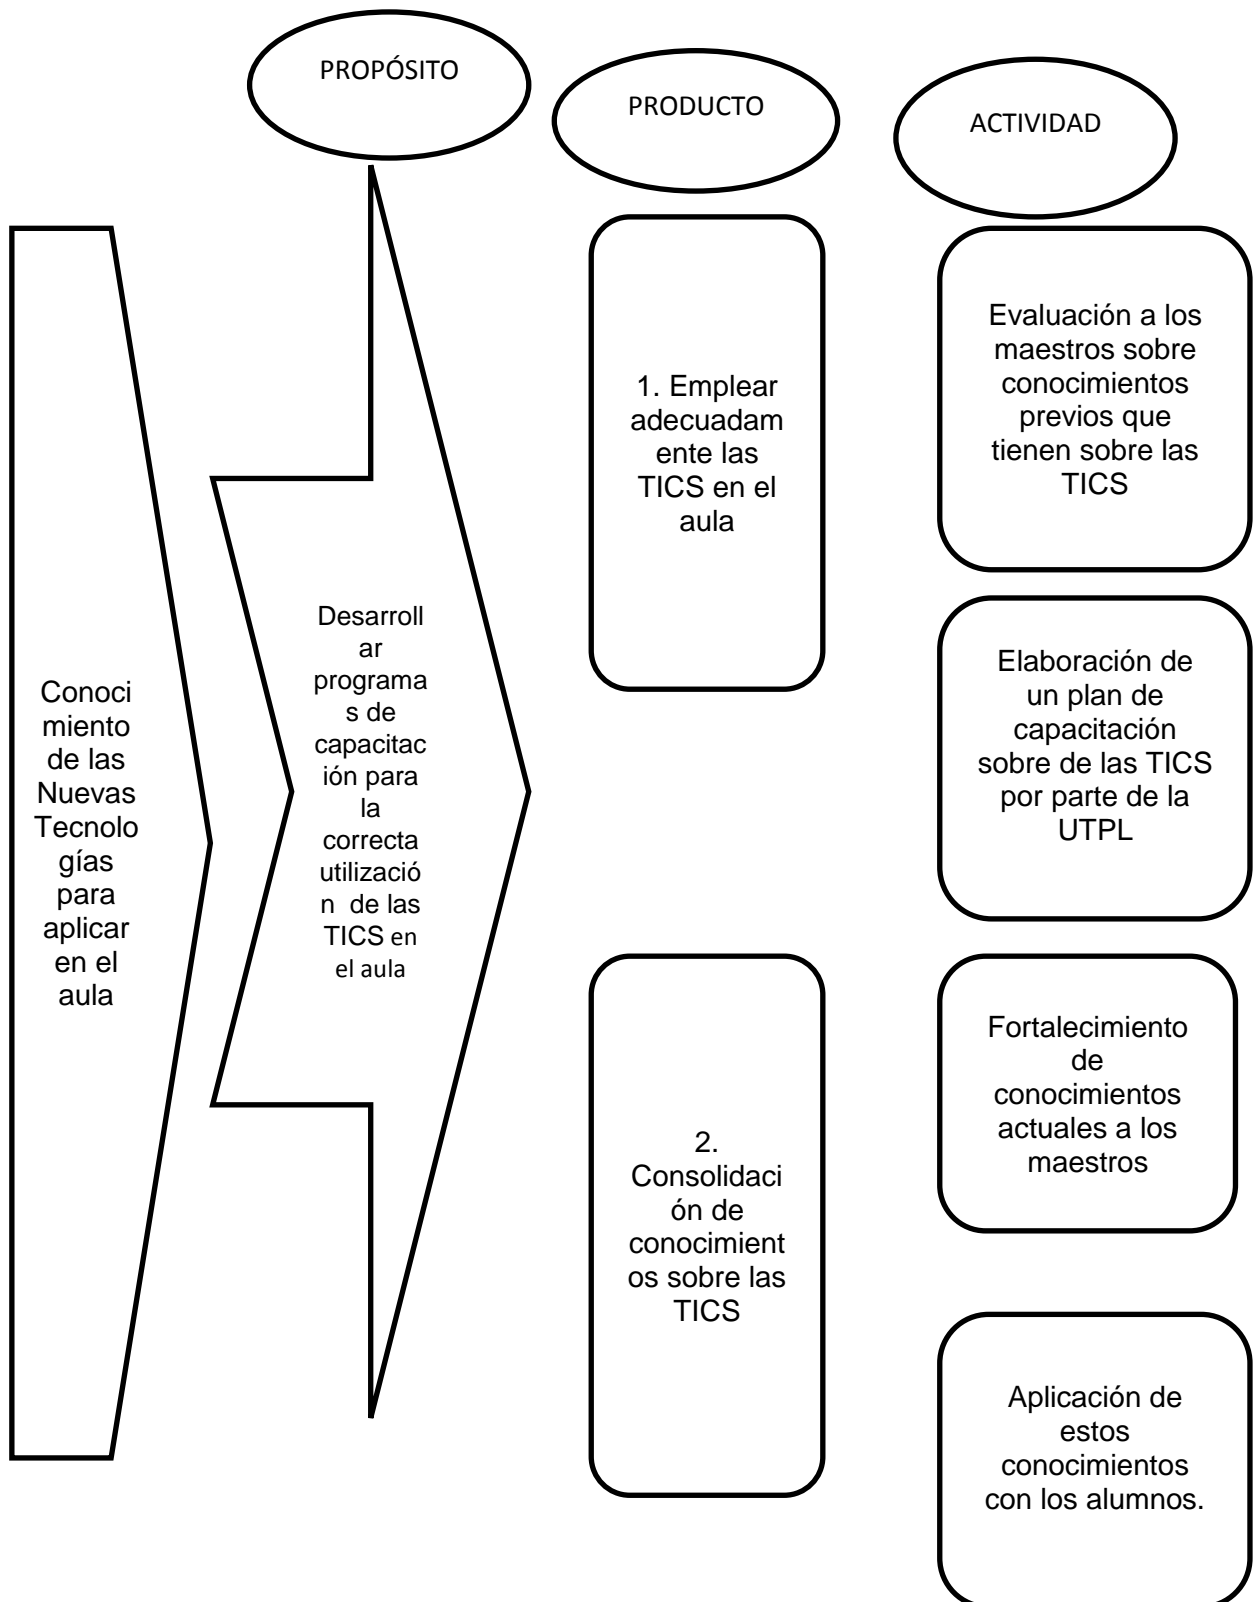 PROPÓSITO
PRODUCTO
ACTIVIDAD
Conoci
miento
de las
Nuevas
Tecnolo
gías
para
aplicar
en el
aula
Desarroll
ar
programa
s de
capacitac
ión para
la
correcta
utilizació
n de las
TICS en
el aula
1. Emplear
adecuadam
ente las
TICS en el
aula
2.
Consolidaci
ón de
conocimient
os sobre las
TICS
Evaluación a los
maestros sobre
conocimientos
previos que
tienen sobre las
TICS
Elaboración de
un plan de
capacitación
sobre de las TICS
por parte de la
UTPL
Fortalecimiento
de
conocimientos
actuales a los
maestros
Aplicación de
estos
conocimientos
con los alumnos.